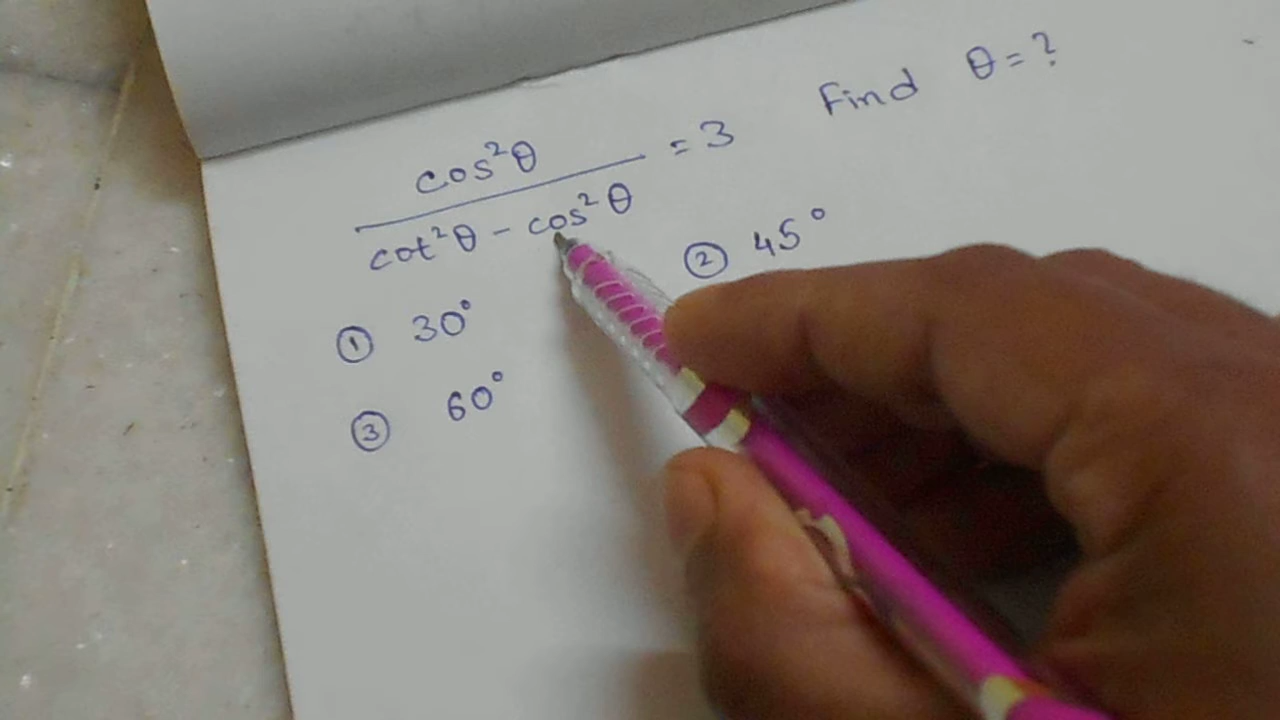 cos²θ / cot²θ - cos²θ = 3 Find θ = ?
① 30° ② 45°
③ 60°